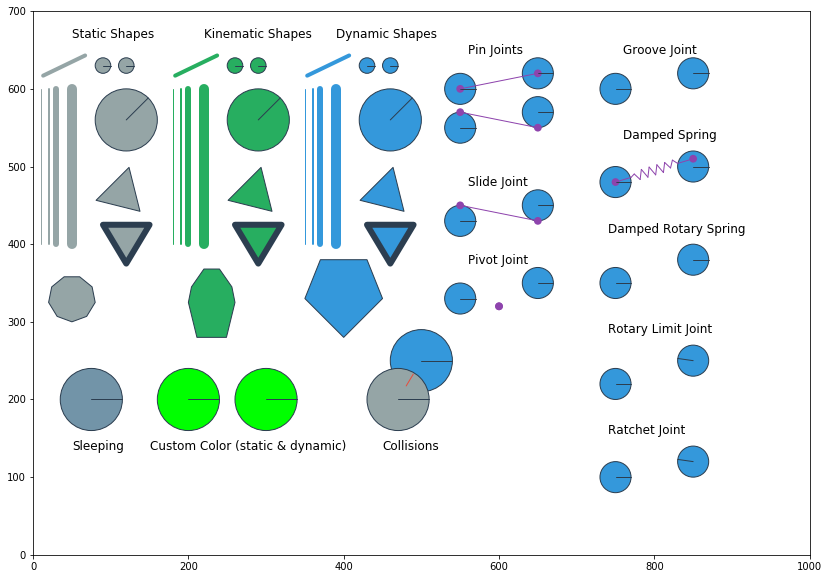 700
Static Shapes
Kinematic Shapes
Dynamic Shapes
Pin Joints
Groove Joint
600
Damped Spring
500
Slide Joint
Damped Rotary Spring
400
Pivot Joint
300
Rotary Limit Joint
200
Ratchet Joint
Sleeping
Custom Color (static & dynamic)
Collisions
100
0
0
200
400
600
800
1000